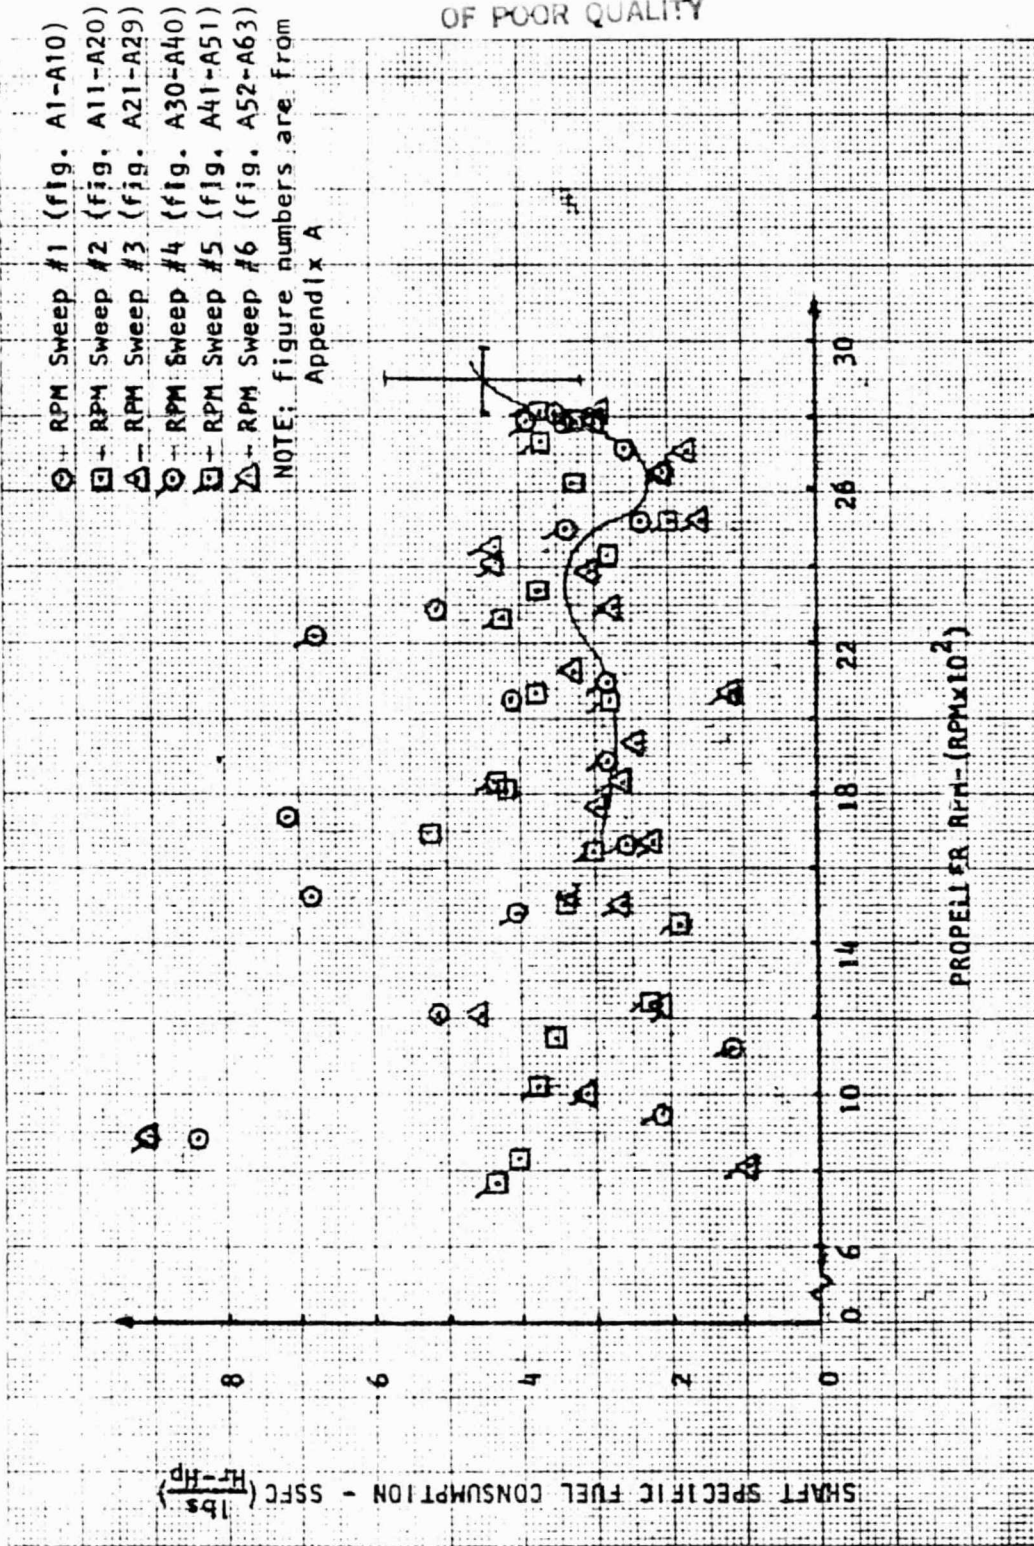 OF POOR QUALITY
- RPM Sweep #1 (fig. A1-A10)
- RPM Sweep #2 (fig. A11-A20)
- RPM Sweep #3 (fig. A21-A29)
- RPM Sweep #4 (fig. A30-A40)
- RPM Sweep #5 (fig. A41-A51)
- RPM Sweep #6 (fig. A52-A63)
NOTE: figure numbers are from
Appendix A
SHAFT SPECIFIC FUEL CONSUMPTION - SSFC (lbs/Hr-Hp)
8
6
4
2
0
0
6
10
14
18
22
26
30
PROPELLER RPM-(RPMx10²)